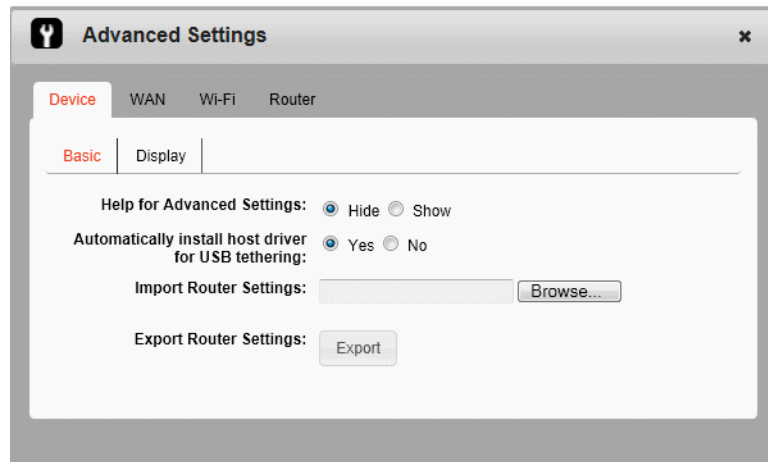 Advanced Settings
Device WAN Wi-Fi Router
Basic Display
Help for Advanced Settings: Hide Show
Automatically install host driver
for USB tethering: Yes No
Import Router Settings: Browse...
Export Router Settings: Export